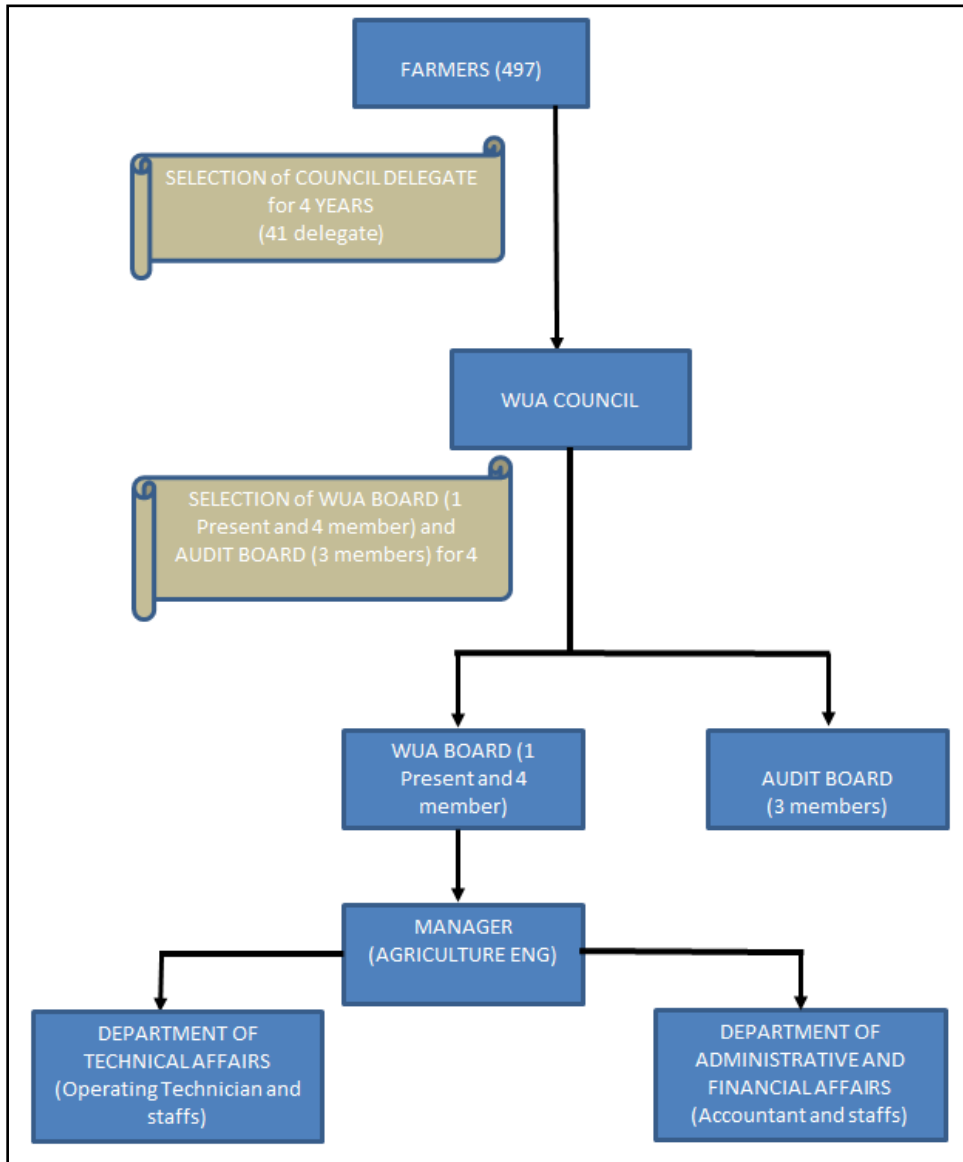 FARMERS (497)
SELECTION of COUNCIL DELEGATE
for 4 YEARS
(41 delegate)
WUA COUNCIL
SELECTION of WUA BOARD (1
Present and 4 member) and
AUDIT BOARD (3 members) for 4
WUA BOARD (1
Present and 4
member)
AUDIT BOARD
(3 members)
MANAGER
(AGRICULTURE ENG)
DEPARTMENT OF
TECHNICAL AFFAIRS
(Operating Technician and
staffs)
DEPARTMENT OF
ADMINISTRATIVE AND
FINANCIAL AFFAIRS
(Accountant and staffs)